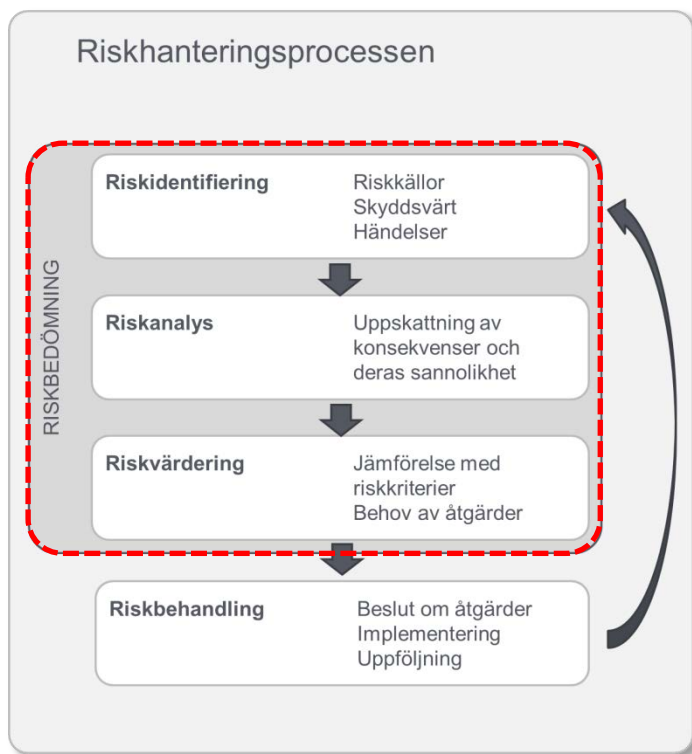 Riskhanteringsprocessen
RISKBEDÖMNING
Riskidentifiering
Riskkällor
Skyddsvärt
Händelser
Riskanalys
Uppskattning av
konsekvenser och
deras sannolikhet
Riskvärdering
Jämförelse med
riskkriterier
Behov av åtgärder
Riskbehandling
Beslut om åtgärder
Implementering
Uppföljning